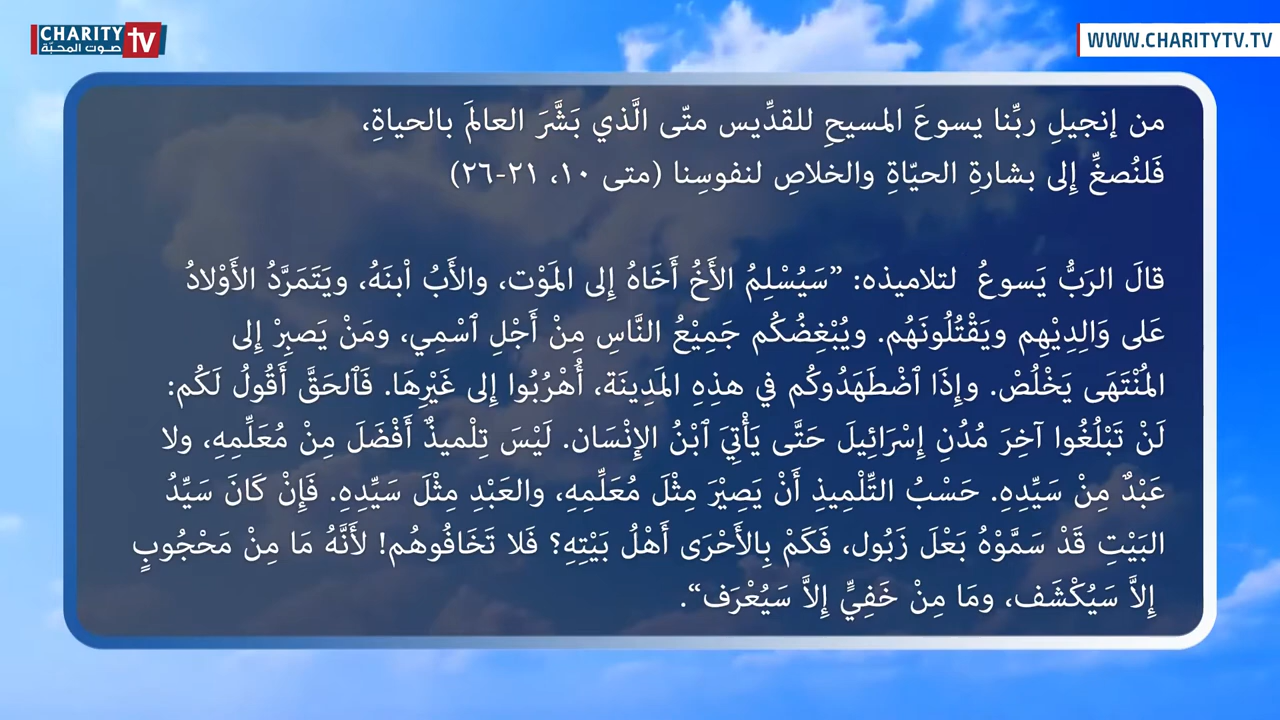 CHARITY tv
صوت المحبّة
WWW.CHARITYTV.TV
من إنجيلِ ربِّنا يسوعَ المسيحِ للقدِّيس متّى الَّذي بَشَّرَ العالمَ بالحياةِ،
فَلنُصغِّ إِلى بشارةِ الحيّاةِ والخلاصِ لنفوسِنا (متى ١٠، ٢١-٢٦)
قالَ الرَبُّ يَسوعُ لتلاميذه: ”سَيُسْلِمُ الأَخُ أَخَاهُ إِلى المَوْت، والأَبُ اْبنَهُ، ويَتَمَرَّدُ الأَوْلادُ
عَلى وَالِدِيْهِم ويَقْتُلُونَهُم. ويُبْغِضُكُم جَمِيْعُ النَّاسِ مِنْ أَجْلِ ٱسْمِي، ومَنْ يَصبِرْ إِلى
المُنْتَهَى يَخْلُصْ. وإِذَا ٱضْطَهَدُوكُم في هذِهِ المَدِينَة، أُهْرُبُوا إِلى غَيْرِهَا. فَٱلحَقَّ أَقُولُ لَكُم:
لَنْ تَبْلُغُوا آخِرَ مُدُنِ إِسْرَائِيلَ حَتَّى يَأْتِيَ ٱبْنُ الإِنْسَان. لَيْسَ تِلْميذٌ أَفْضَلَ مِنْ مُعَلِّمِهِ، ولا
عَبْدٌ مِنْ سَيِّدِهِ. حَسْبُ التِّلْمِيذِ أَنْ يَصِيْرَ مِثْلَ مُعَلِّمِهِ، والعَبْدِ مِثْلَ سَيِّدِهِ. فَإِنْ كَانَ سَيِّدُ
البَيْتِ قَدْ سَمَّوْهُ بَعْلَ زَبُول، فَكَمْ بِالأَحْرَى أَهْلُ بَيْتِهِ؟ فَلا تَخَافُوهُم! لأَنَّهُ مَا مِنْ مَحْجُوبٍ
إِلاَّ سَيُكْشَف، ومَا مِنْ خَفِيٍّ إِلاَّ سَيُعْرَف“.